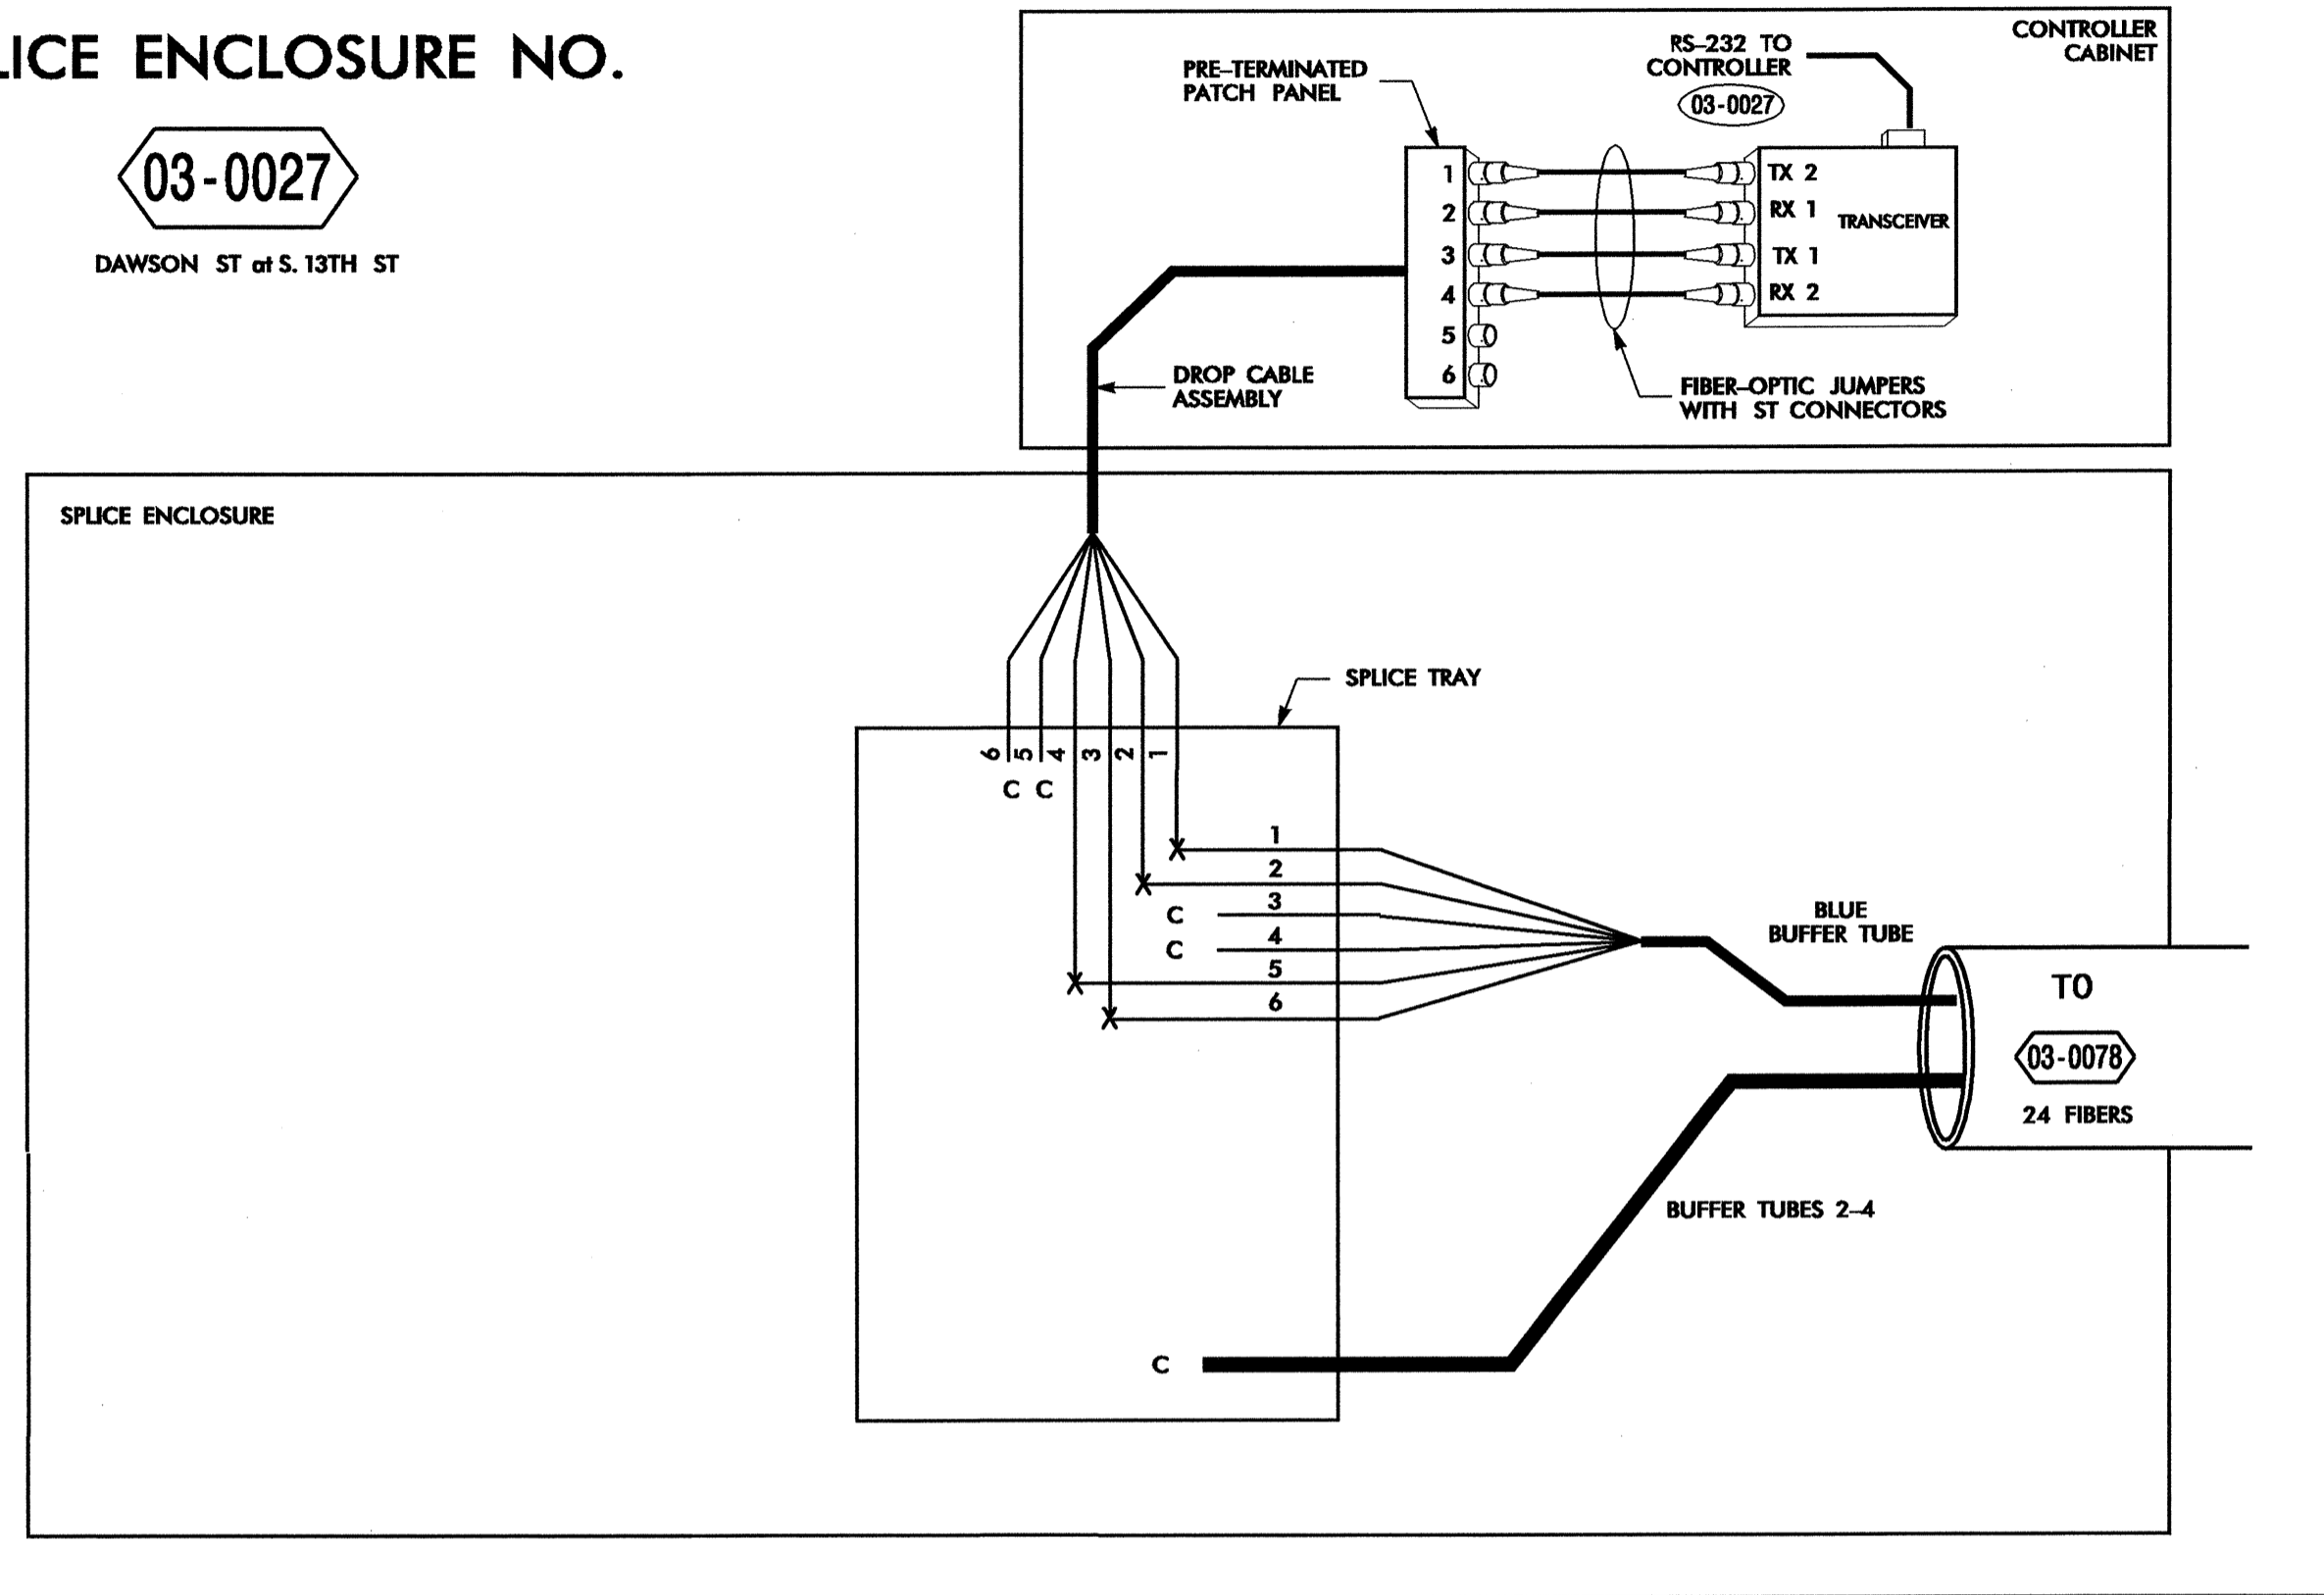 LICE ENCLOSURE NO.
03-0027
DAWSON ST at S. 13TH ST
CONTROLLER
CABINET
RS-232 TO
CONTROLLER
03-0027
PRE-TERMINATED
PATCH PANEL
1
2
3
4
5
6
TX 2
RX 1
TX 1
RX 2
TRANSCEIVER
DROP CABLE
ASSEMBLY
FIBER-OPTIC JUMPERS
WITH ST CONNECTORS
SPLICE ENCLOSURE
SPLICE TRAY
6 5 4 3 2 1
C C
1
2
C 3
C 4
5
6
BLUE
BUFFER TUBE
TO
03-0078
24 FIBERS
BUFFER TUBES 2-4
C